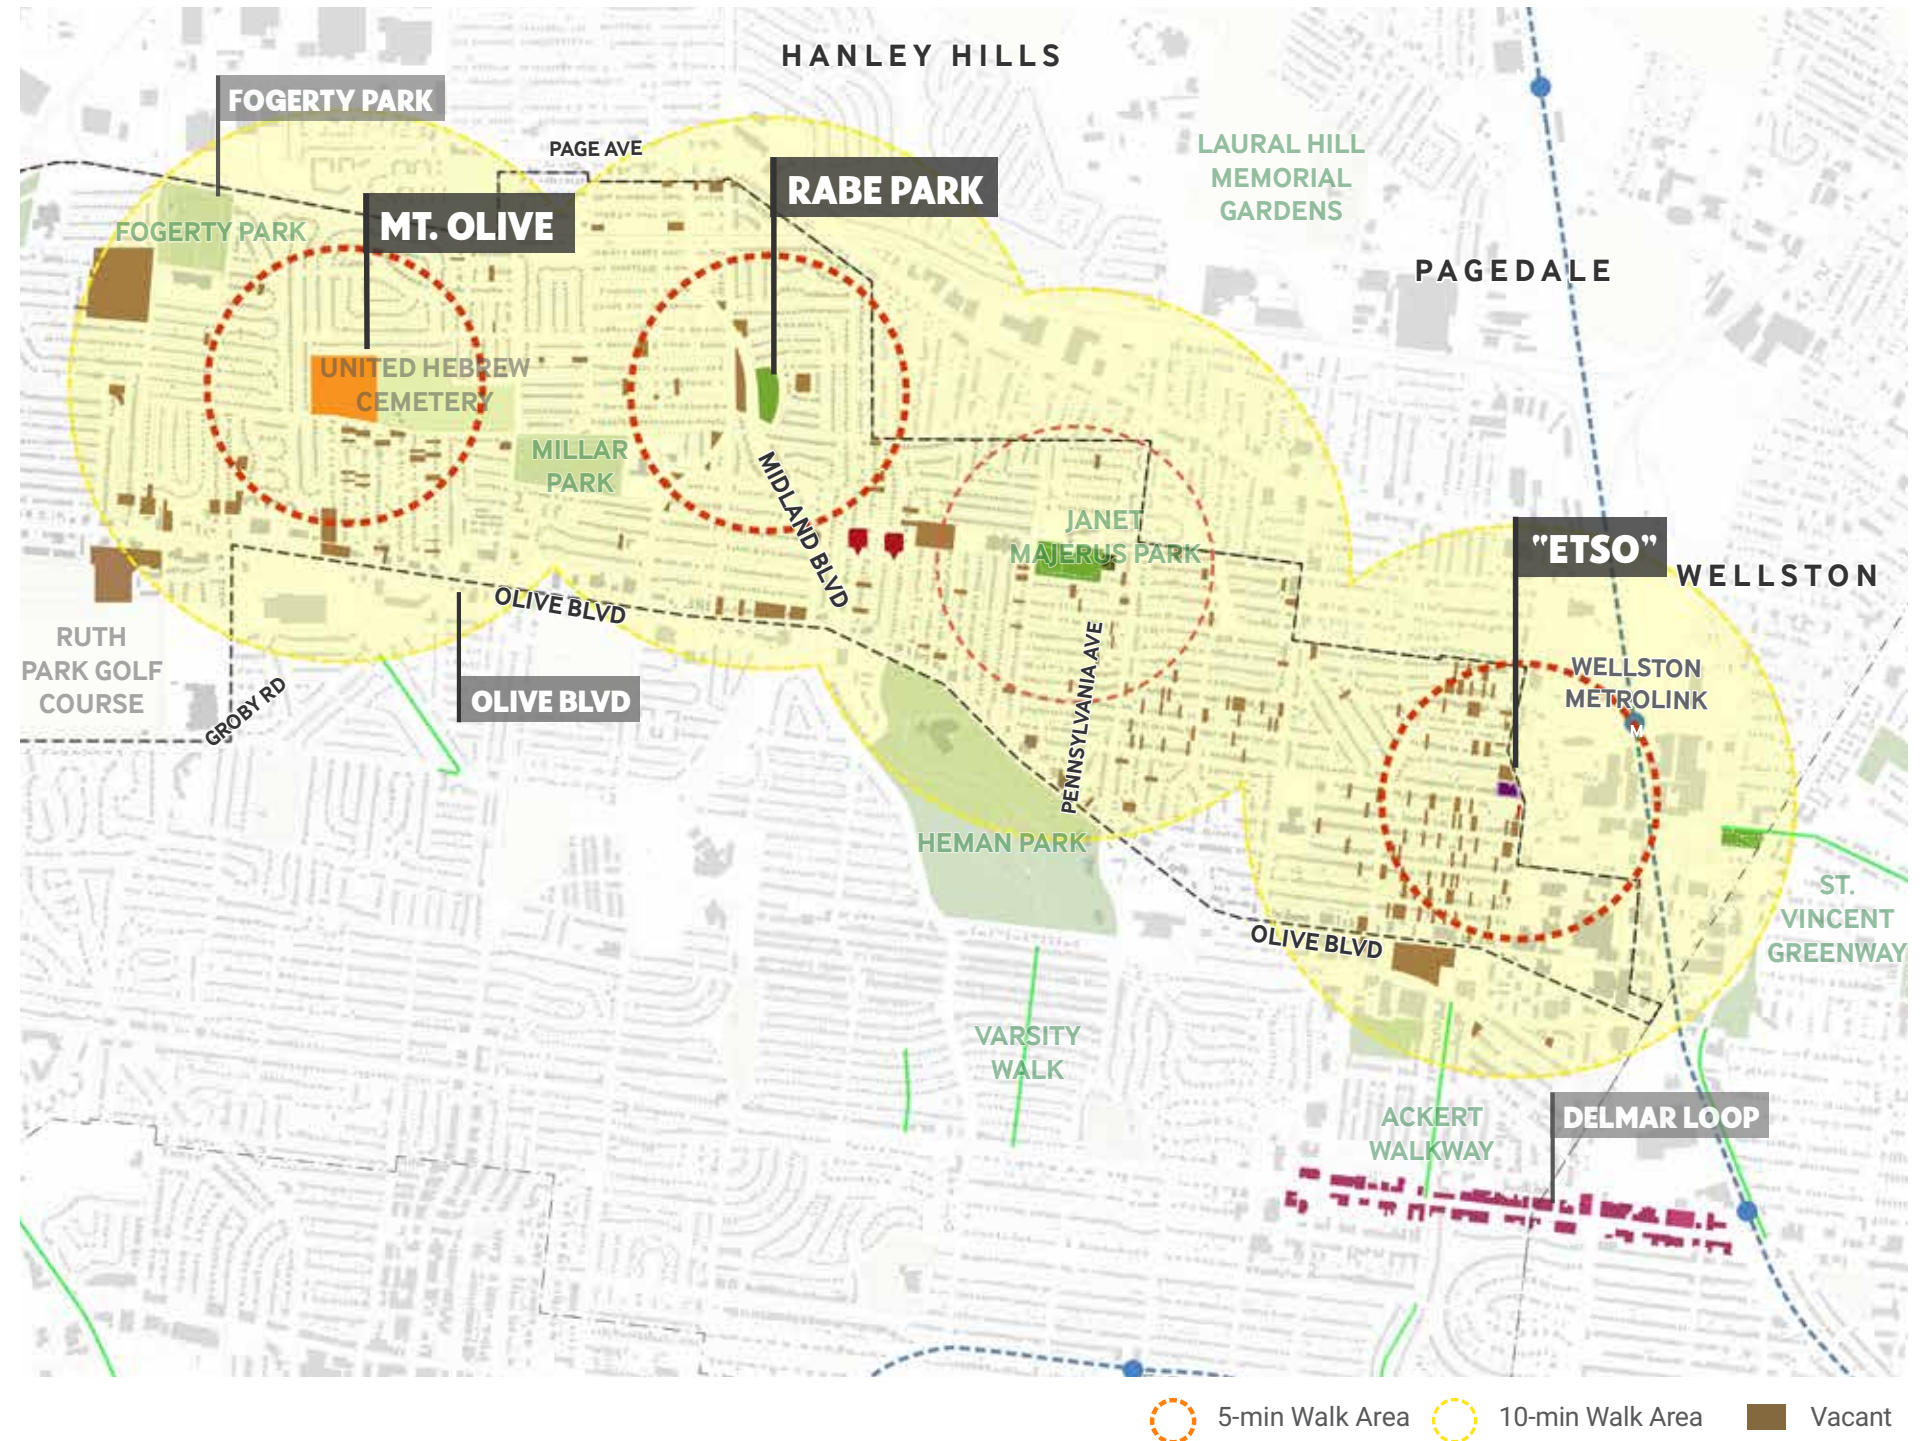 HANLEY HILLS
FOGERTY PARK
PAGE AVE
LAURAL HILL
MEMORIAL
GARDENS
RABE PARK
MT. OLIVE
FOGERTY PARK
PAGEDALE
UNITED HEBREW
CEMETERY
MILLAR
PARK
MIDLAND BLVD
JANET
MAJERUS PARK
"ETSO"
WELLSTON
OLIVE BLVD
RUTH
PARK GOLF
COURSE
GROBY RD
OLIVE BLVD
PENNSYLVANIA AVE
WELLSTON
METROLINK
M
HEMAN PARK
ST.
VINCENT
GREENWAY
OLIVE BLVD
VARSITY
WALK
ACKERT
WALKWAY
DELMAR LOOP
5-min Walk Area
10-min Walk Area
Vacant